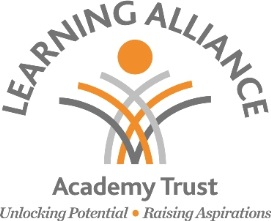 LEARNING ALLIANCE
Academy Trust
Unlocking Potential • Raising Aspirations